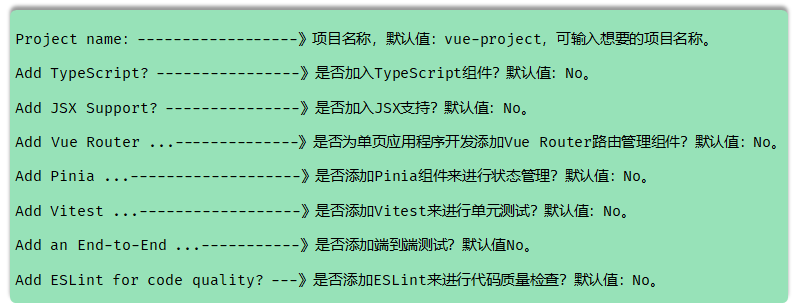 Project name: ------------------》项目名称，默认值：vue-project，可输入想要的项目名称。
Add TypeScript? ----------------》是否加入TypeScript组件？默认值：No。
Add JSX Support? ---------------》是否加入JSX支持？默认值：No。
Add Vue Router ...--------------》是否为单页应用程序开发添加Vue Router路由管理组件？默认值：No。
Add Pinia ...-------------------》是否添加Pinia组件来进行状态管理？默认值：No。
Add Vitest ...------------------》是否添加Vitest来进行单元测试？默认值：No。
Add an End-to-End ...-----------》是否添加端到端测试？默认值No。
Add ESLint for code quality? ---》是否添加ESLint来进行代码质量检查？默认值：No。